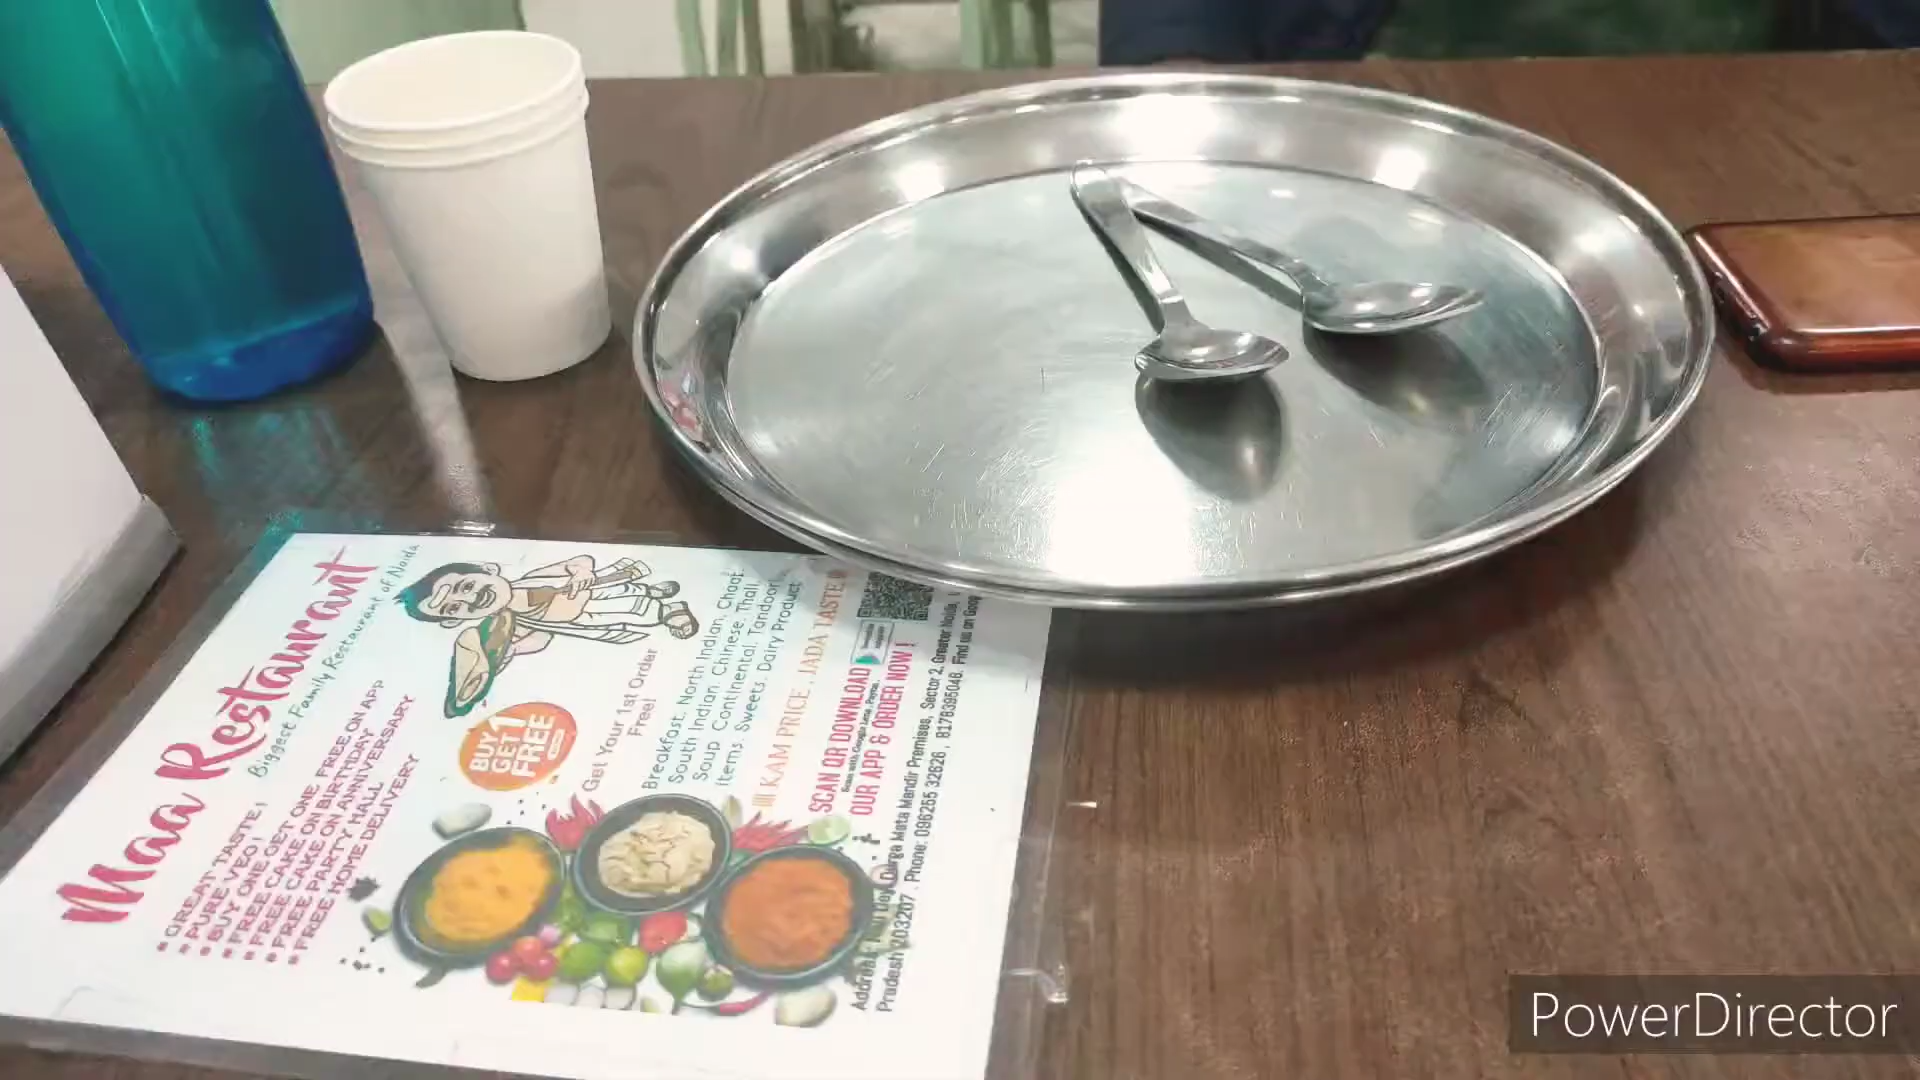 Maa Restaurant
Biggest Family Restaurant of Noida
GREAT TASTE!
PURE VEG!
BUY ONE GET ONE FREE ON APP
FREE CAKE ON BIRTHDAY
FREE CAKE ON ANNIVERSARY
FREE PARTY HALL
FREE HOME DELIVERY
BUY 1
GET
FREE
Get Your 1st Order
Free!
Breakfast, North Indian, Chaat,
South Indian Chinese, Thali,
Soup Continental, Tandoori
Items, Sweets, Dairy Product
!!! KAM PRICE, JADA TASTE !!!
SCAN QR DOWNLOAD
OUR APP & ORDER NOW!
Durga Mata Mandir Premises, Sector 2, Greater Noida,
Pradesh 203207. Phone: 096255 32626, 8178395048. Find us on
PowerDirector